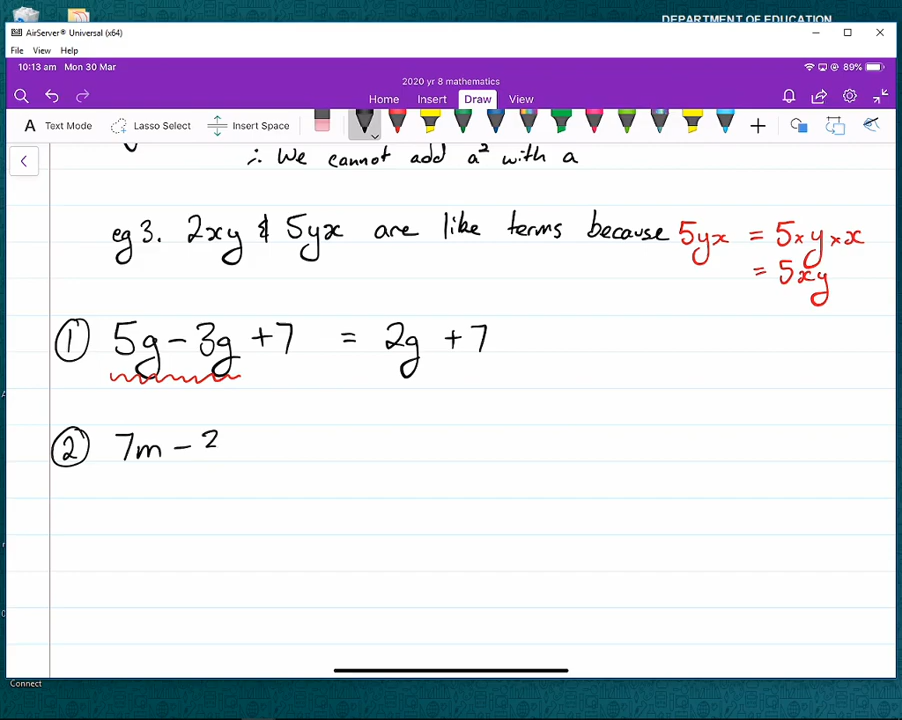 DEPARTMENT OF EDUCATION
AirServer® Universal (x64)
File View Help
10:13 am Mon 30 Mar 89%
2020 yr 8 mathematics
Home Insert Draw View
A Text Mode Lasso Select Insert Space
∴ We cannot add a² with a
eg 3. 2xy & 5yx are like terms because 5yx = 5×y×x
= 5xy
① 5g - 3g + 7 = 2g + 7
② 7m - 2
Connect